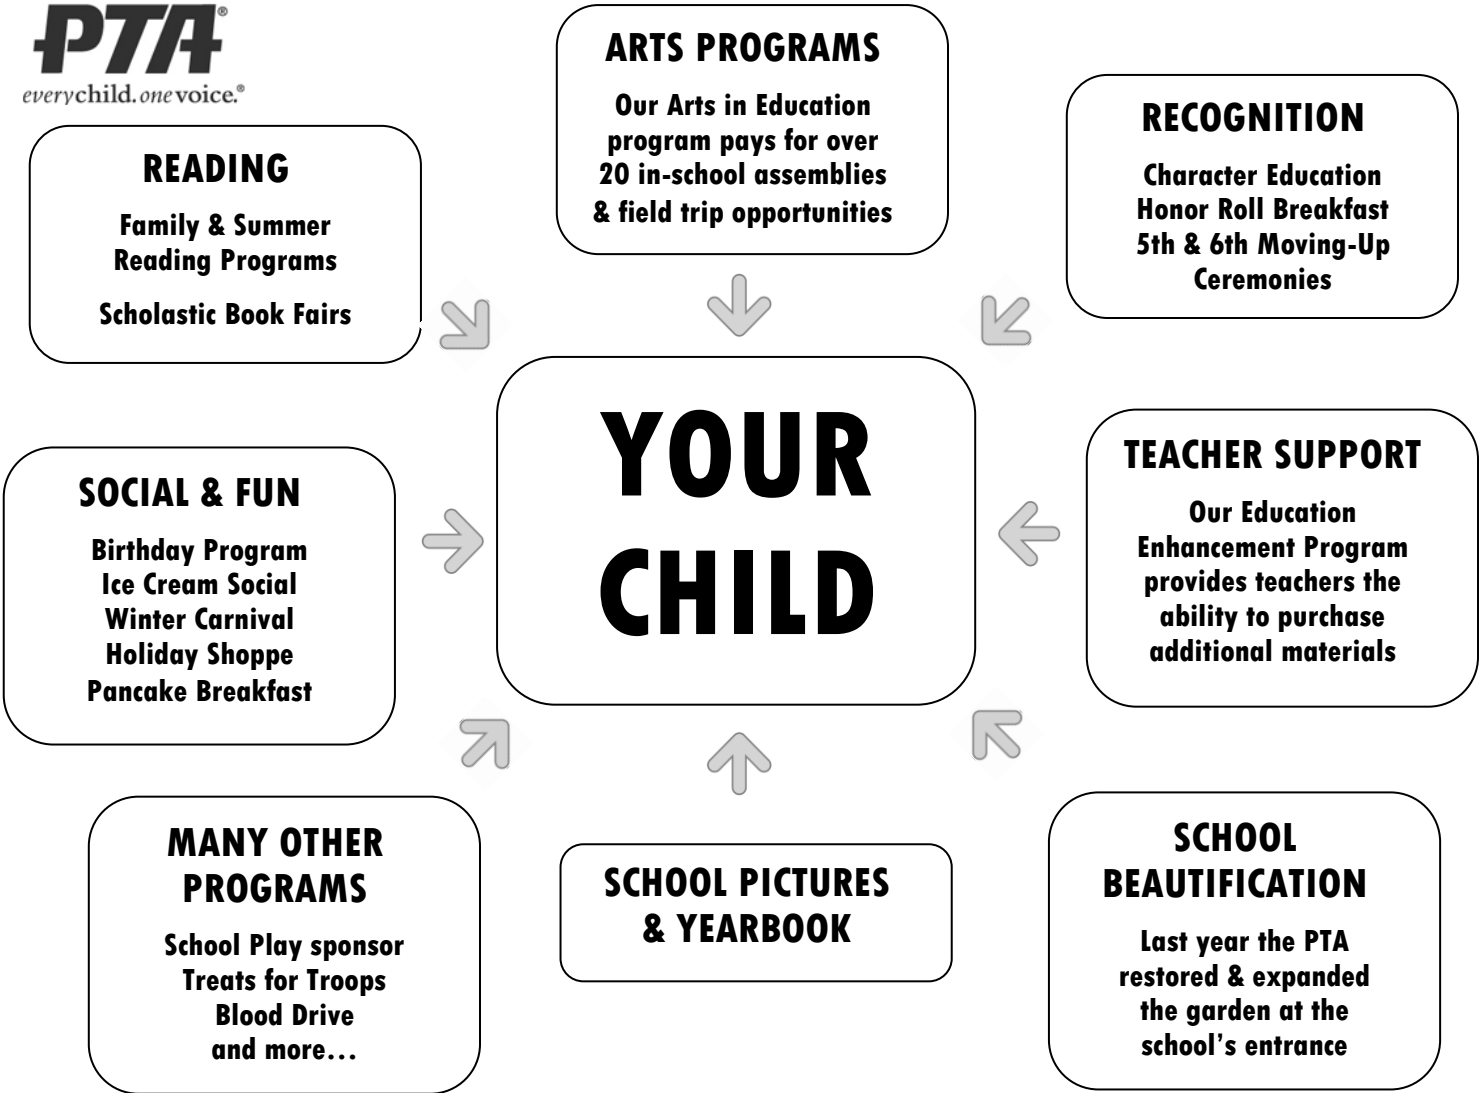 PTA®
everychild.onevoice.®
ARTS PROGRAMS
Our Arts in Education
program pays for over
20 in-school assemblies
& field trip opportunities
RECOGNITION
Character Education
Honor Roll Breakfast
5th & 6th Moving-Up
Ceremonies
READING
Family & Summer
Reading Programs
Scholastic Book Fairs
YOUR
CHILD
TEACHER SUPPORT
Our Education
Enhancement Program
provides teachers the
ability to purchase
additional materials
SOCIAL & FUN
Birthday Program
Ice Cream Social
Winter Carnival
Holiday Shoppe
Pancake Breakfast
MANY OTHER
PROGRAMS
School Play sponsor
Treats for Troops
Blood Drive
and more...
SCHOOL PICTURES
& YEARBOOK
SCHOOL
BEAUTIFICATION
Last year the PTA
restored & expanded
the garden at the
school’s entrance